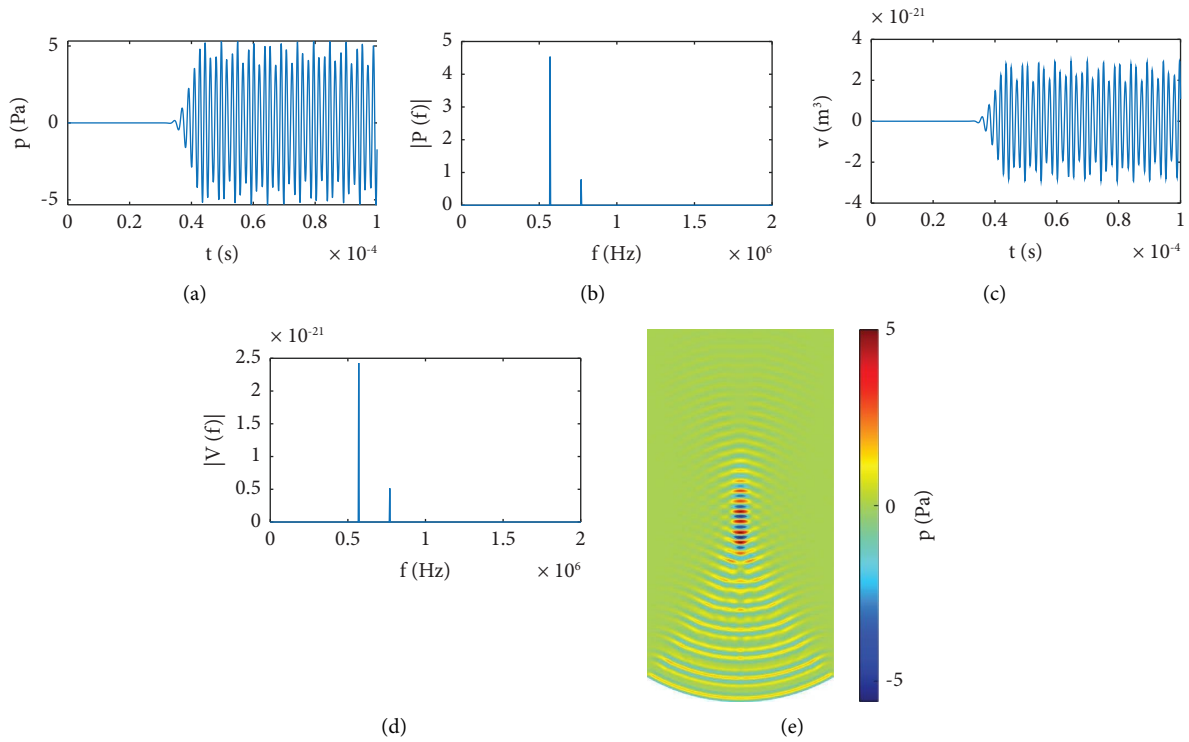 5
0
-5
p (Pa)
0 0.2 0.4 0.6 0.8 1
t (s) × 10-4
(a)
5
4
3
2
1
0
|P (f)|
0 0.5 1 1.5 2
f (Hz) × 10⁶
(b)
× 10-21
4
2
0
-2
-4
v (m³)
0 0.2 0.4 0.6 0.8 1
t (s) × 10-4
(c)
× 10-21
2.5
2
1.5
1
0.5
0
|V (f)|
0 0.5 1 1.5 2
f (Hz) × 10⁶
(d)
5
0
-5
p (Pa)
(e)